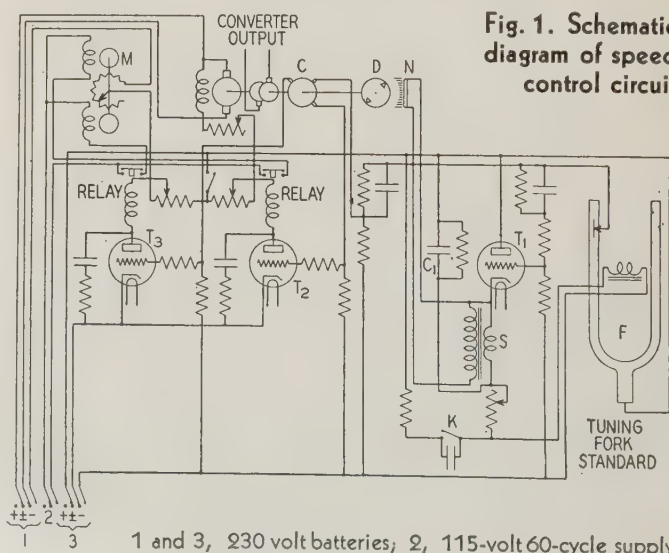 Fig. 1. Schematic
diagram of speed
control circuit
CONVERTER
OUTPUT
M
C
D
N
RELAY
RELAY
T3
T2
C1
T1
S
F
K
TUNING
FORK
STANDARD
+±-
2
+±-
1
3
1 and 3, 230 volt batteries; 2, 115-volt 60-cycle supply